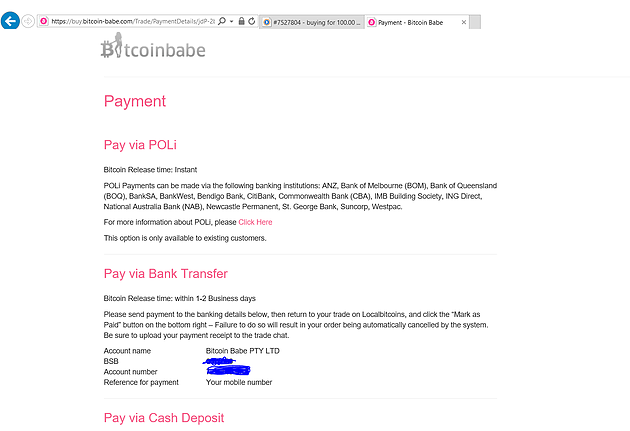 https://buy.bitcoin-babe.com/Trade/PaymentDetails/jdP-2l
#7527804 - buying for 100.00 ...
Payment - Bitcoin Babe
Bitcoinbabe
Payment
Pay via POLi
Bitcoin Release time: Instant
POLi Payments can be made via the following banking institutions: ANZ, Bank of Melbourne (BOM), Bank of Queensland
(BOQ), BankSA, BankWest, Bendigo Bank, CitiBank, Commonwealth Bank (CBA), IMB Building Society, ING Direct,
National Australia Bank (NAB), Newcastle Permanent, St. George Bank, Suncorp, Westpac.
For more information about POLi, please Click Here
This option is only available to existing customers.
Pay via Bank Transfer
Bitcoin Release time: within 1-2 Business days
Please send payment to the banking details below, then return to your trade on Localbitcoins, and click the “Mark as
Paid” button on the bottom right – Failure to do so will result in your order being automatically cancelled by the system.
Be sure to upload your payment receipt to the trade chat.
Account name Bitcoin Babe PTY LTD
BSB
Account number
Reference for payment Your mobile number
Pay via Cash Deposit